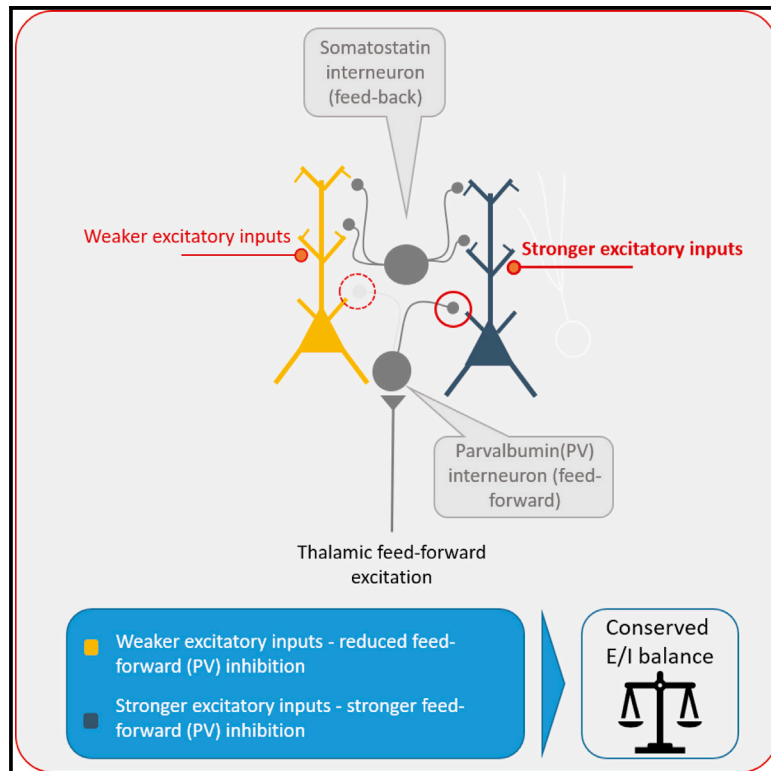 Somatostatin
interneuron
(feed-back)
Weaker excitatory inputs
Stronger excitatory inputs
Parvalbumin(PV)
interneuron (feed-
forward)
Thalamic feed-forward
excitation
Weaker excitatory inputs - reduced feed-
forward (PV) inhibition
Stronger excitatory inputs - stronger feed-
forward (PV) inhibition
Conserved
E/I balance